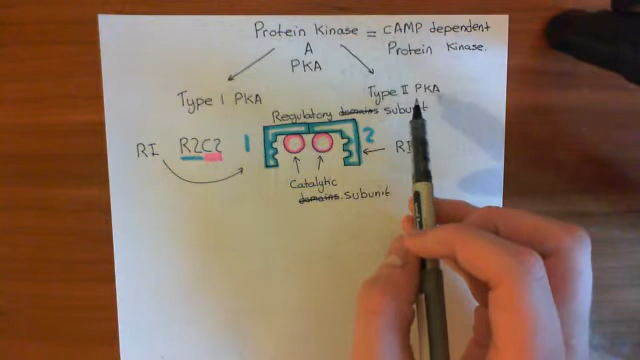 Protein Kinase = cAMP dependent
A Protein Kinase.
PKA
Type I PKA
Type II PKA
Regulatory domains subunit
RI R2C2 1 2
Catalytic
domains. subunit